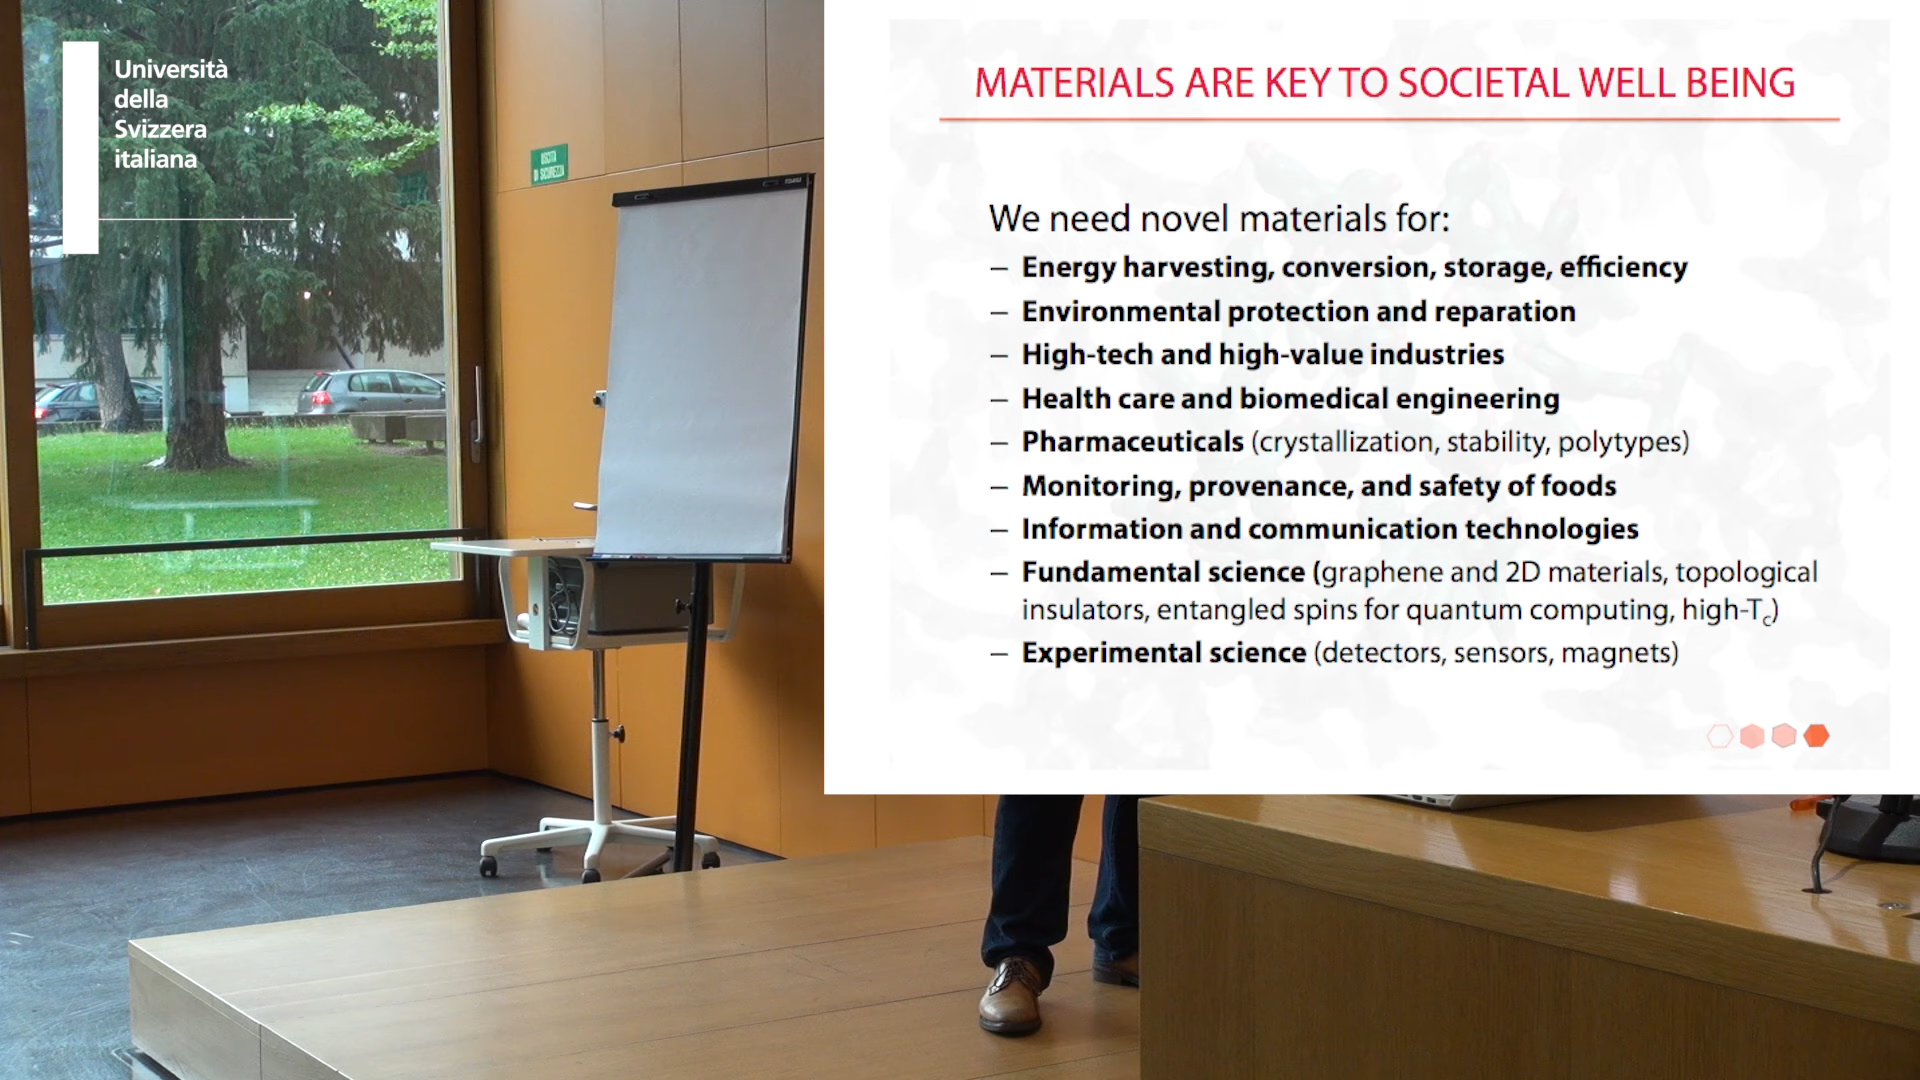 Università
della
Svizzera
italiana
USCITA
DI SICUREZZA
MATERIALS ARE KEY TO SOCIETAL WELL BEING
We need novel materials for:
– Energy harvesting, conversion, storage, efficiency
– Environmental protection and reparation
– High-tech and high-value industries
– Health care and biomedical engineering
– Pharmaceuticals (crystallization, stability, polytypes)
– Monitoring, provenance, and safety of foods
– Information and communication technologies
– Fundamental science (graphene and 2D materials, topological
insulators, entangled spins for quantum computing, high-Tc)
– Experimental science (detectors, sensors, magnets)